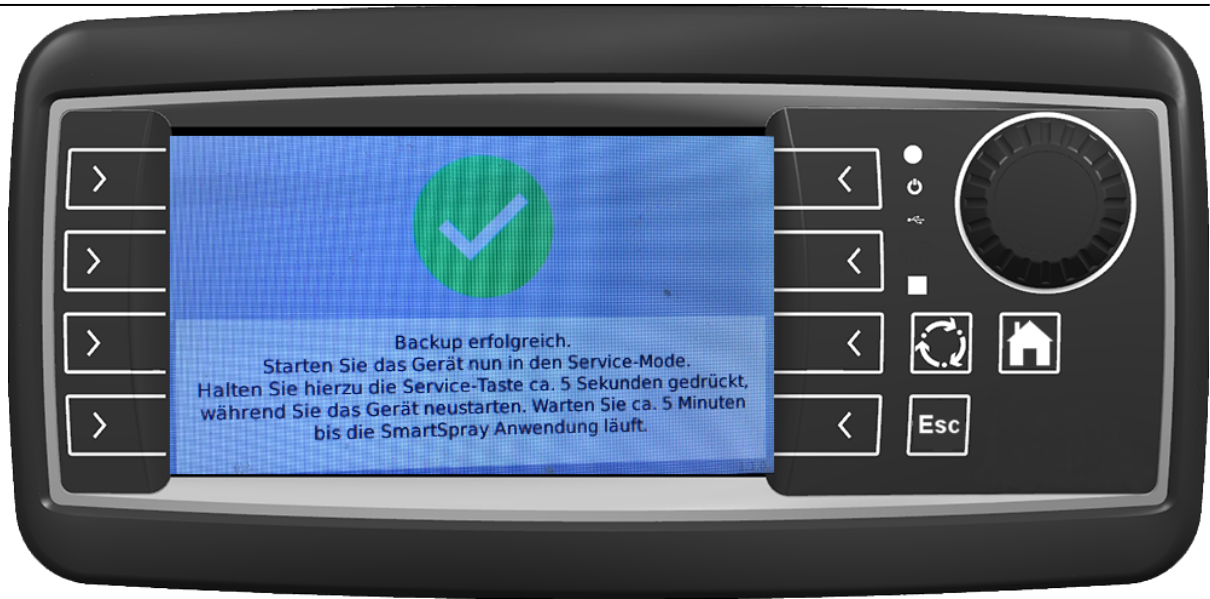 Backup erfolgreich.
Starten Sie das Gerät nun in den Service-Mode.
Halten Sie hierzu die Service-Taste ca. 5 Sekunden gedrückt,
während Sie das Gerät neustarten. Warten Sie ca. 5 Minuten
bis die SmartSpray Anwendung läuft.
Esc